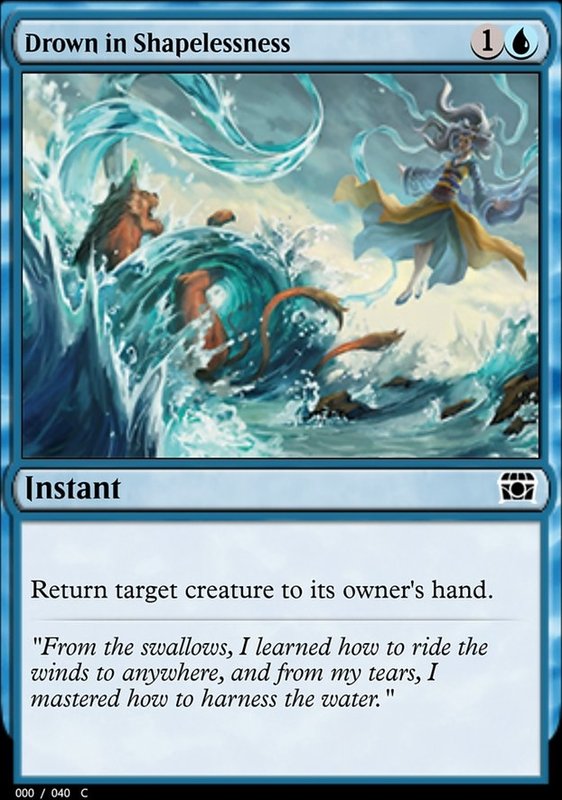 Drown in Shapelessness 1
Instant
Return target creature to its owner's hand.
"From the swallows, I learned how to ride the
winds to anywhere, and from my tears, I
mastered how to harness the water."
000 / 040 C